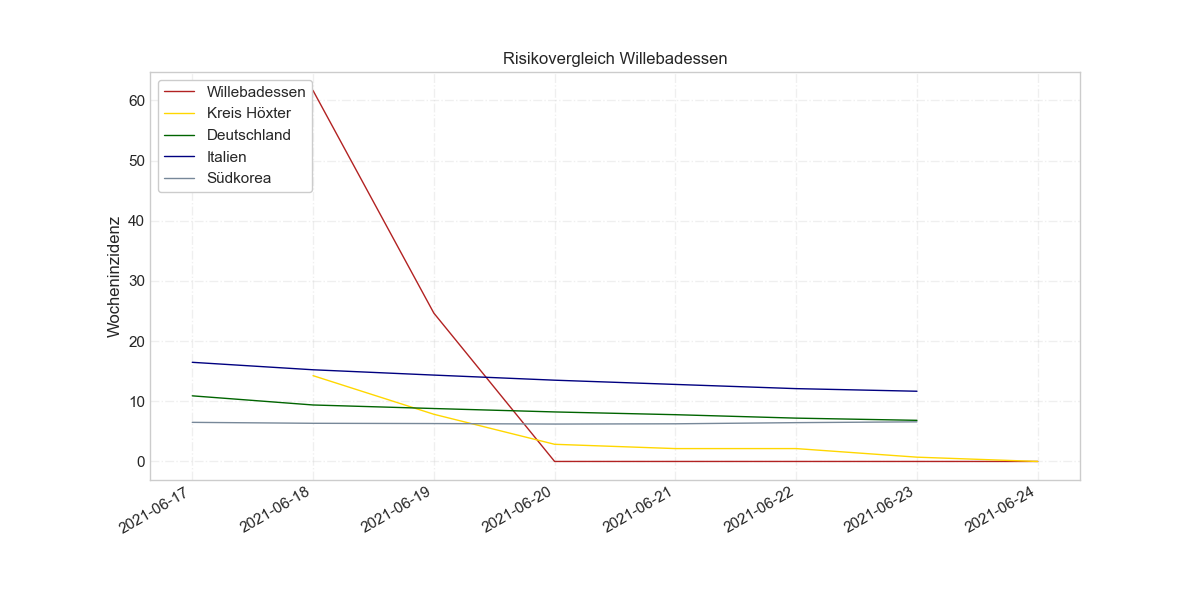 Risikovergleich Willebadessen
Willebadessen
Kreis Höxter
Deutschland
Italien
Südkorea
Wocheninzidenz
60
50
40
30
20
10
0
2021-06-17
2021-06-18
2021-06-19
2021-06-20
2021-06-21
2021-06-22
2021-06-23
2021-06-24